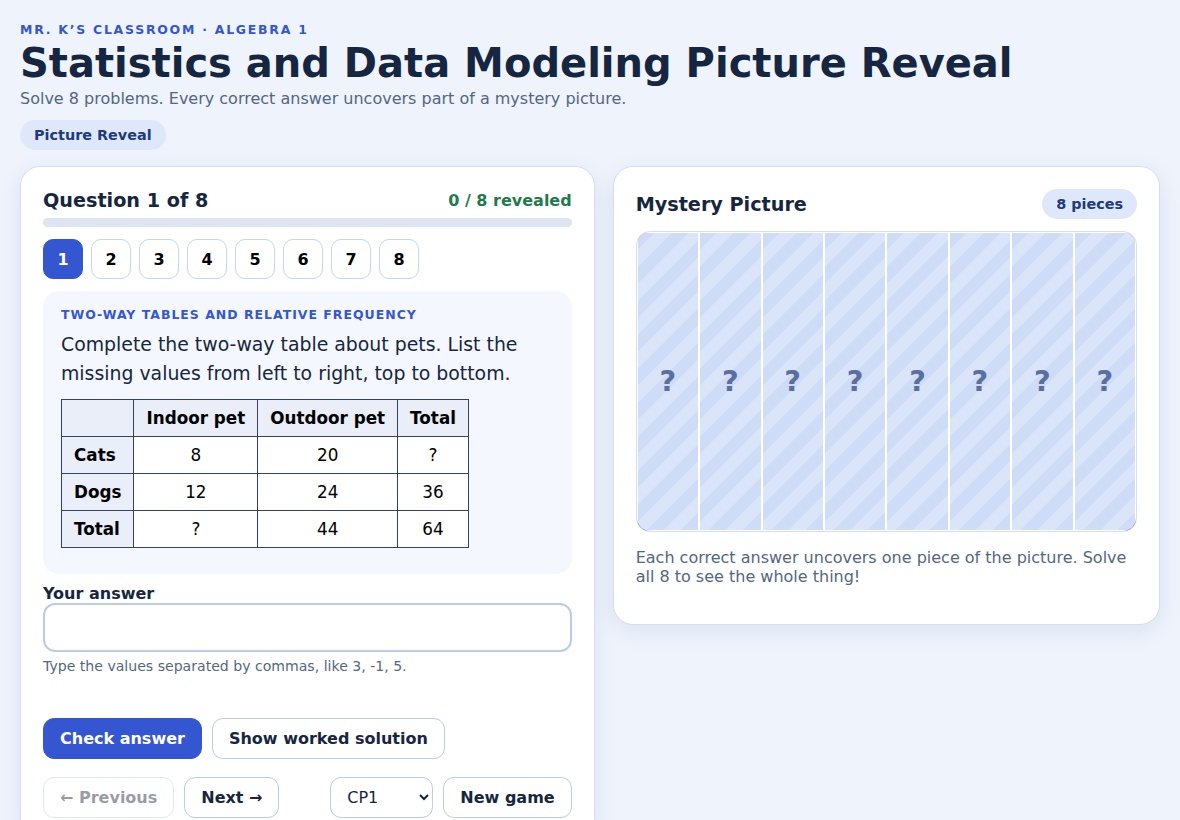 MR. K’S CLASSROOM · ALGEBRA 1
Statistics and Data Modeling Picture Reveal
Solve 8 problems. Every correct answer uncovers part of a mystery picture.
Picture Reveal
Question 1 of 8
0 / 8 revealed
1 2 3 4 5 6 7 8
TWO-WAY TABLES AND RELATIVE FREQUENCY
Complete the two-way table about pets. List the
missing values from left to right, top to bottom.
Indoor pet Outdoor pet Total
Cats 8 20 ?
Dogs 12 24 36
Total ? 44 64
Your answer
Type the values separated by commas, like 3, -1, 5.
Check answer Show worked solution
← Previous Next → CP1 New game
Mystery Picture
8 pieces
? ? ? ? ? ? ? ?
Each correct answer uncovers one piece of the picture. Solve
all 8 to see the whole thing!